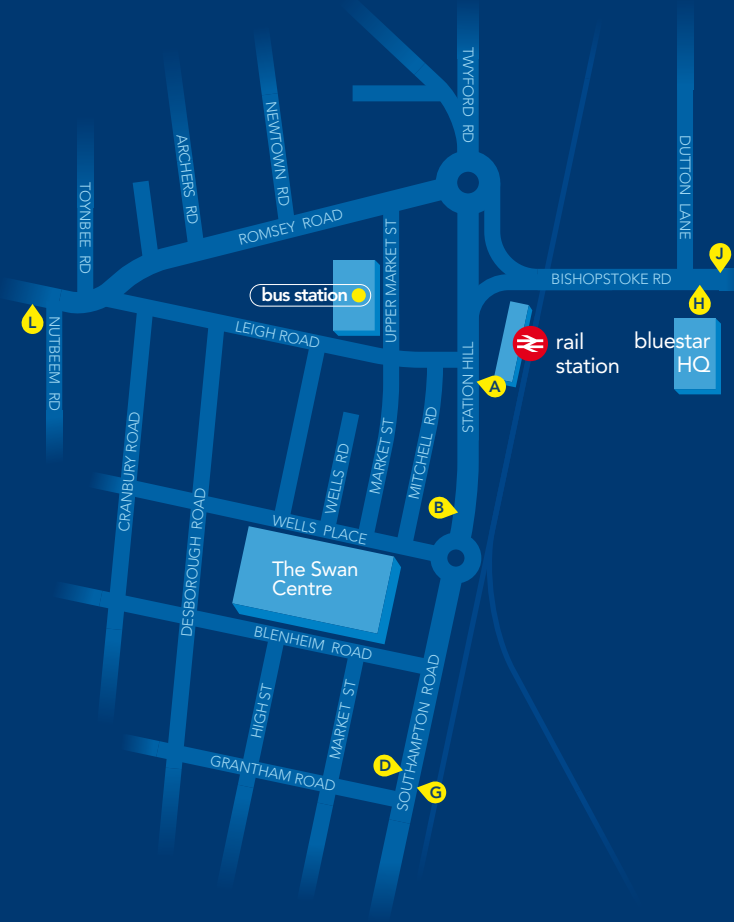 TWYFORD RD
NEWTOWN RD
ARCHERS RD
DUTTON LANE
TOYNBEE RD
ROMSEY ROAD
UPPER MARKET ST
J
BISHOPSTOKE RD
bus station
H
L
LEIGH ROAD
NUTBEEM RD
rail
station
bluestar
HQ
STATION HILL
A
CRANBURY ROAD
MARKET ST
MITCHELL RD
WELLS RD
DESBOROUGH ROAD
B
WELLS PLACE
The Swan
Centre
BLENHEIM ROAD
HIGH ST
MARKET ST
SOUTHAMPTON ROAD
D
GRANTHAM ROAD
G